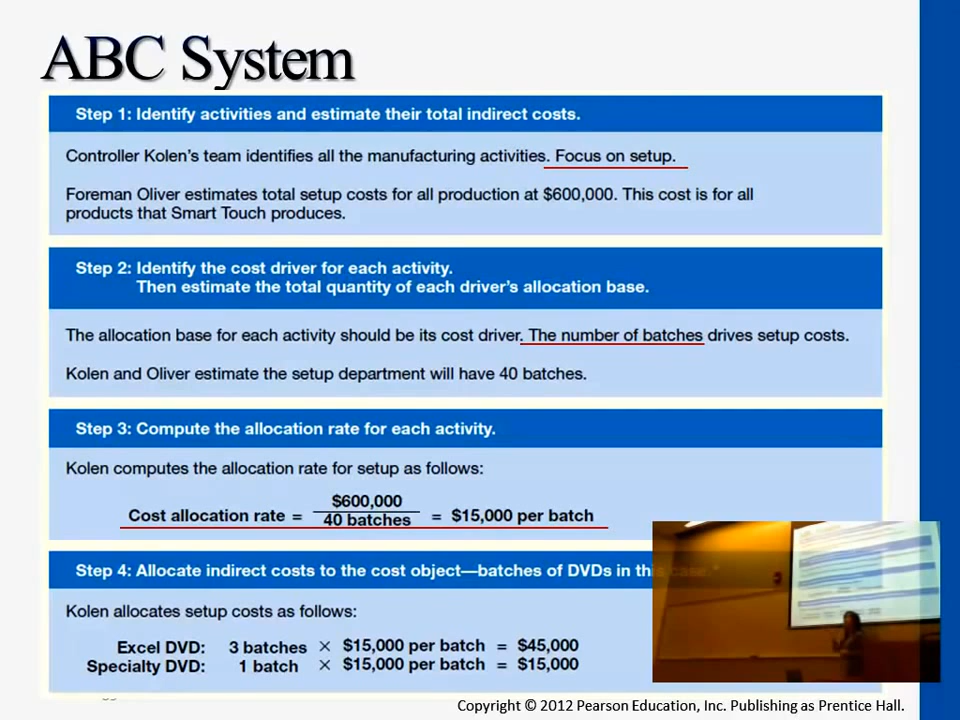 ABC System
Step 1: Identify activities and estimate their total indirect costs.
Controller Kolen's team identifies all the manufacturing activities. Focus on setup.
Foreman Oliver estimates total setup costs for all production at $600,000. This cost is for all
products that Smart Touch produces.
Step 2: Identify the cost driver for each activity.
Then estimate the total quantity of each driver's allocation base.
The allocation base for each activity should be its cost driver. The number of batches drives setup costs.
Kolen and Oliver estimate the setup department will have 40 batches.
Step 3: Compute the allocation rate for each activity.
Kolen computes the allocation rate for setup as follows:
Cost allocation rate = $600,000 / 40 batches = $15,000 per batch
Step 4: Allocate indirect costs to the cost object—batches of DVDs in this case.*
Kolen allocates setup costs as follows:
Excel DVD: 3 batches × $15,000 per batch = $45,000
Specialty DVD: 1 batch × $15,000 per batch = $15,000
Copyright © 2012 Pearson Education, Inc. Publishing as Prentice Hall.